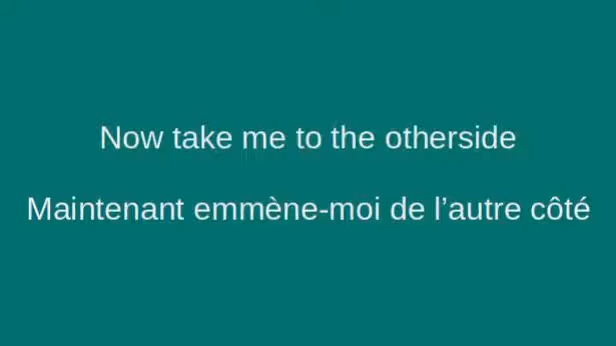 Now take me to the otherside
Maintenant emmène-moi de l’autre côté